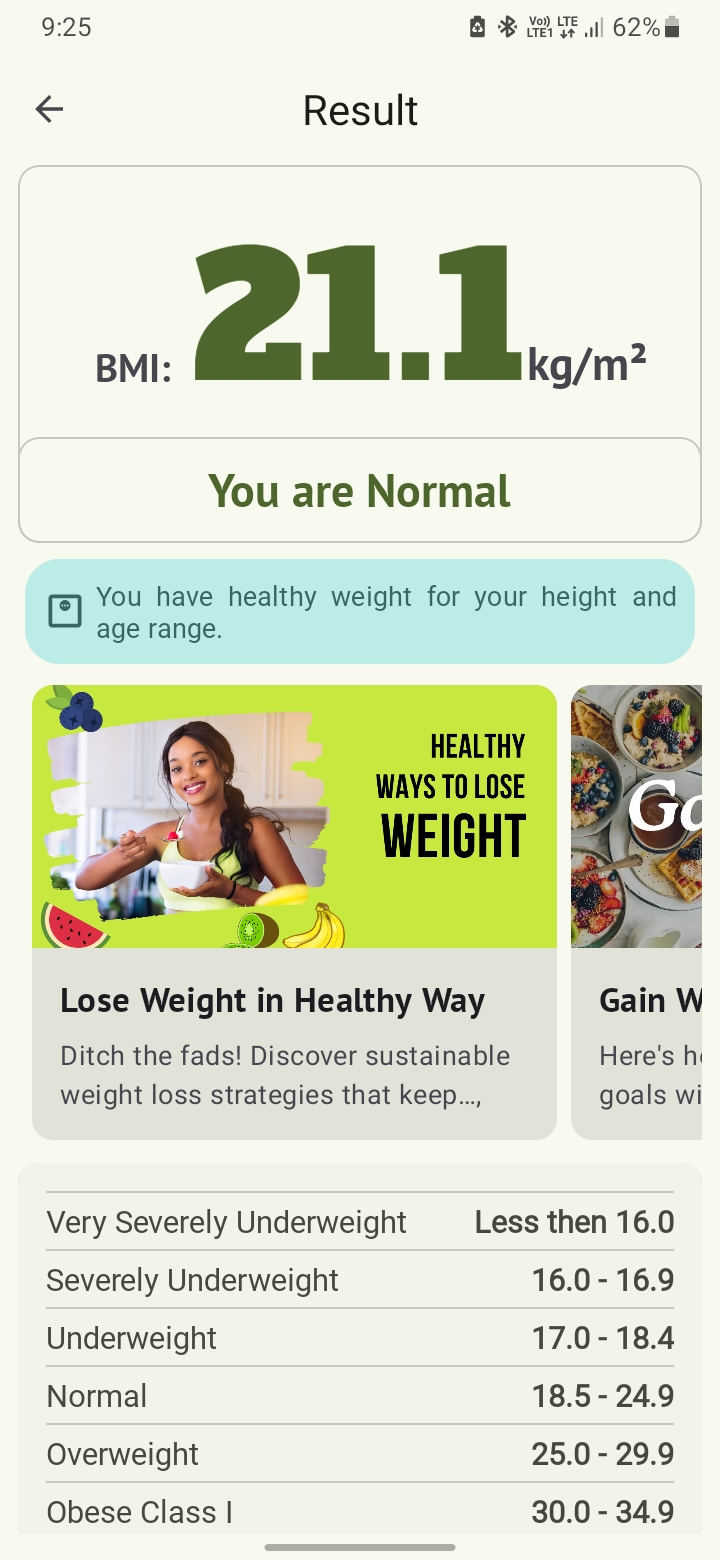 9:25
Vo))
LTE1
LTE
62%
Result
BMI: 21.1 kg/m²
You are Normal
You have healthy weight for your height and
age range.
HEALTHY
WAYS TO LOSE
WEIGHT
Lose Weight in Healthy Way
Ditch the fads! Discover sustainable
weight loss strategies that keep...,
Go
Gain W
Here's h
goals wi
Very Severely Underweight Less then 16.0
Severely Underweight 16.0 - 16.9
Underweight 17.0 - 18.4
Normal 18.5 - 24.9
Overweight 25.0 - 29.9
Obese Class I 30.0 - 34.9